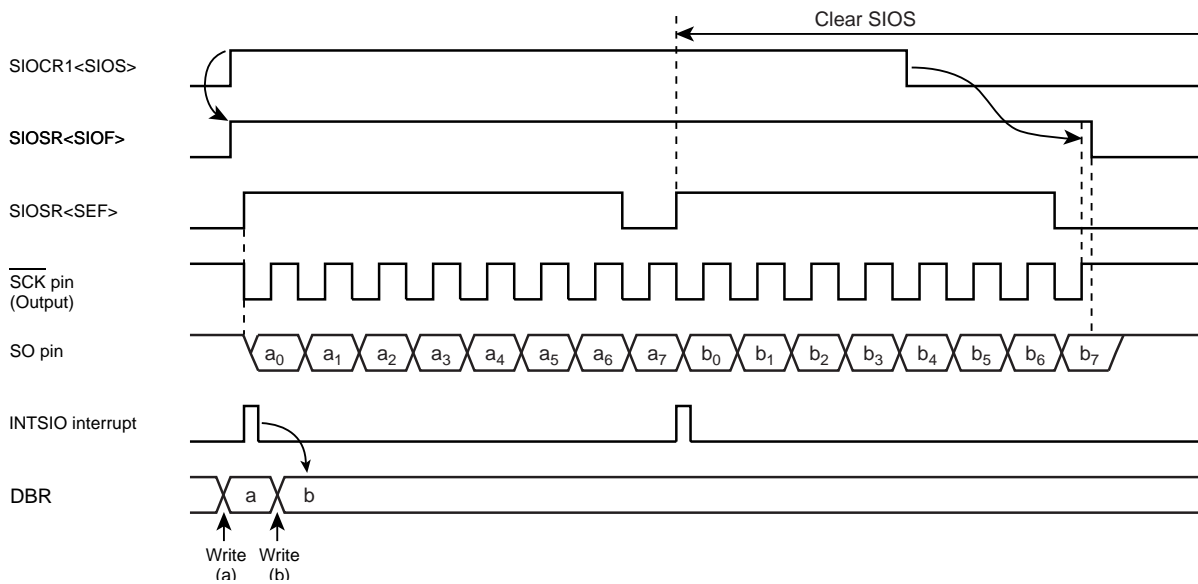 Clear SIOS
SIOCR1<SIOS>
SIOSR<SIOF>
SIOSR<SEF>
SCK pin
(Output)
SO pin
a0 a1 a2 a3 a4 a5 a6 a7 b0 b1 b2 b3 b4 b5 b6 b7
INTSIO interrupt
DBR
a b
Write
(a)
Write
(b)